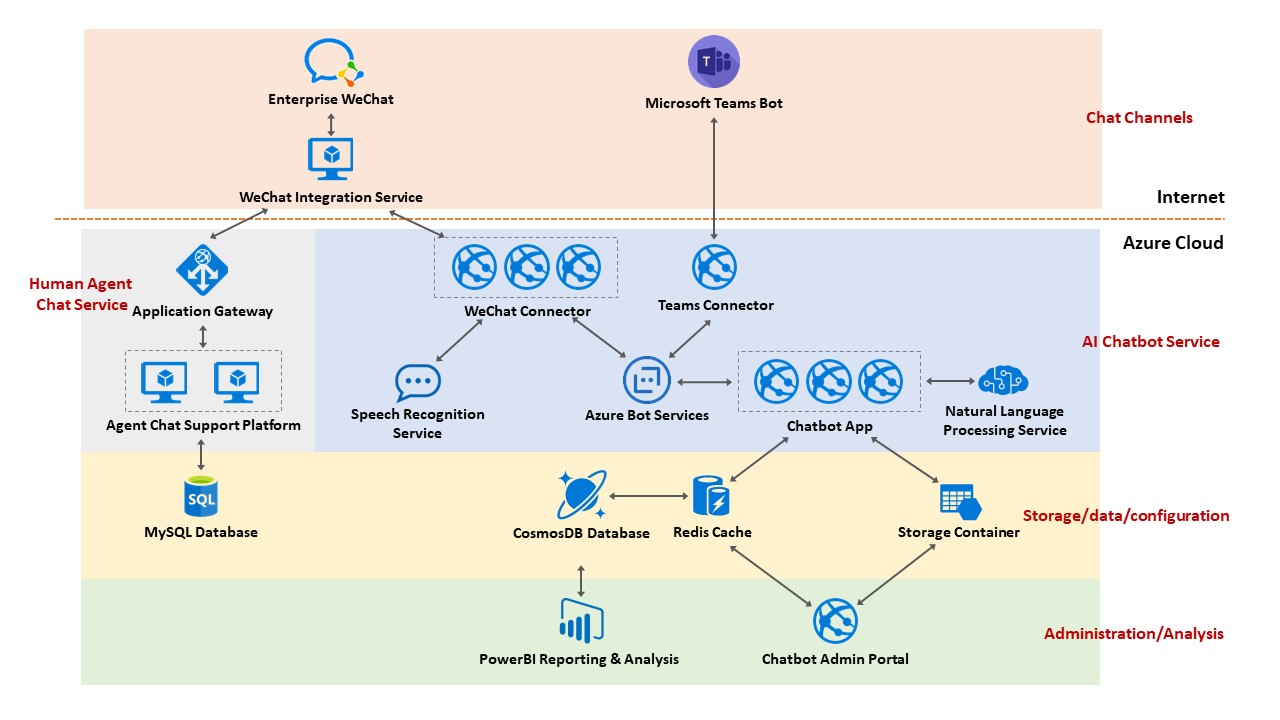 Enterprise WeChat
Microsoft Teams Bot
T
Chat Channels
WeChat Integration Service
Internet
Azure Cloud
Human Agent
Chat Service
Application Gateway
WeChat Connector
Teams Connector
AI Chatbot Service
Agent Chat Support Platform
Speech Recognition
Service
Azure Bot Services
Chatbot App
Natural Language
Processing Service
SQL
MySQL Database
CosmosDB Database
Redis Cache
Storage Container
Storage/data/configuration
PowerBI Reporting & Analysis
Chatbot Admin Portal
Administration/Analysis